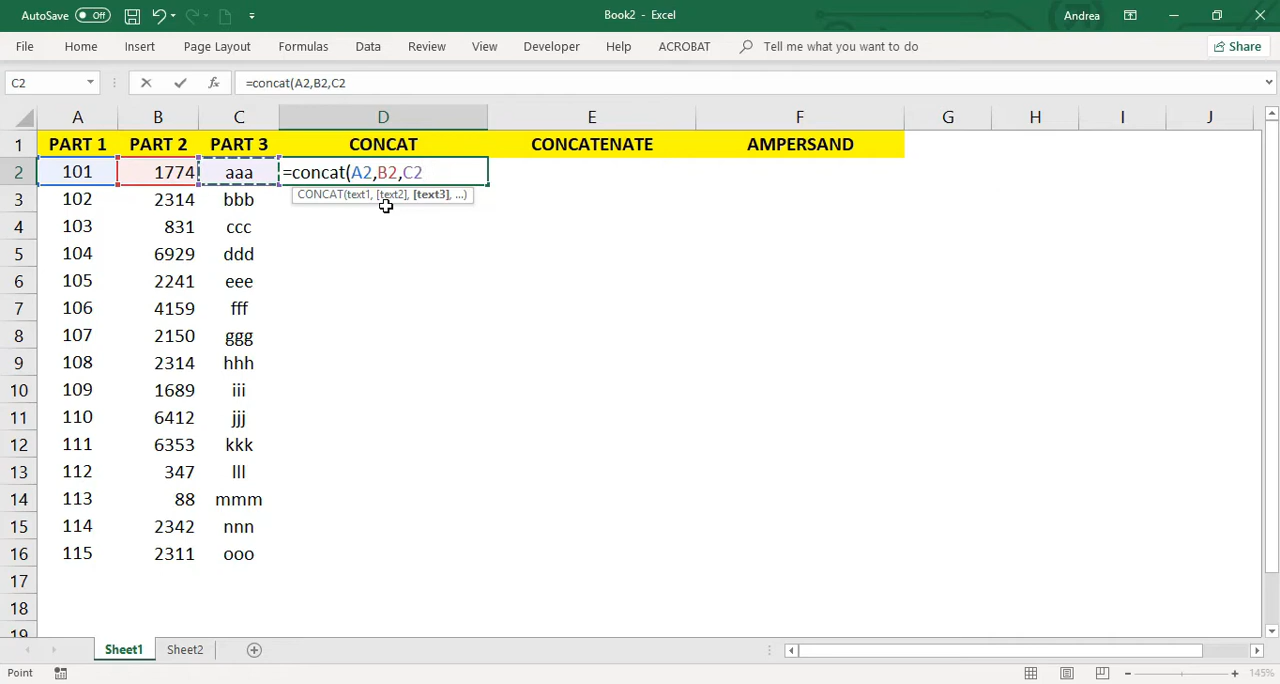 AutoSave Off Book2 - Excel Andrea
File Home Insert Page Layout Formulas Data Review View Developer Help ACROBAT Tell me what you want to do Share
C2 fx =concat(A2,B2,C2
A B C D E F G H I J
1 PART 1 PART 2 PART 3 CONCAT CONCATENATE AMPERSAND
2 101 1774 aaa =concat(A2,B2,C2
CONCAT(text1, [text2], [text3], ...)
3 102 2314 bbb
4 103 831 ccc
5 104 6929 ddd
6 105 2241 eee
7 106 4159 fff
8 107 2150 ggg
9 108 2314 hhh
10 109 1689 iii
11 110 6412 jjj
12 111 6353 kkk
13 112 347 lll
14 113 88 mmm
15 114 2342 nnn
16 115 2311 ooo
17
18
19
Sheet1 Sheet2
Point 145%